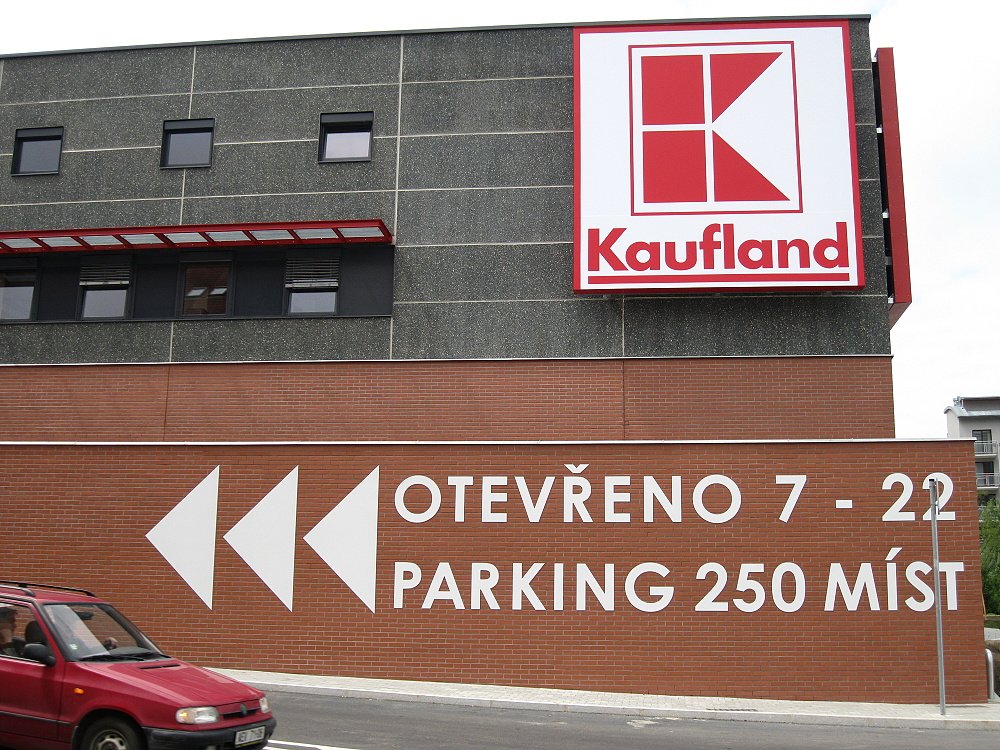 Kaufland
OTEVŘENO 7 - 22
PARKING 250 MÍST